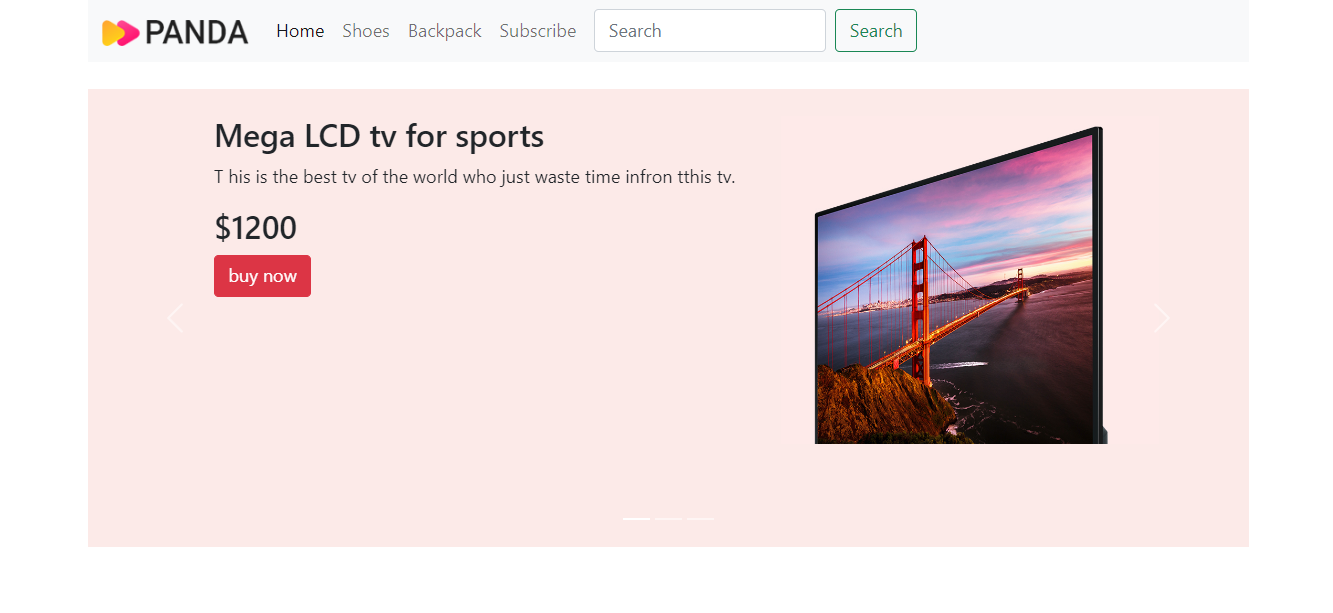 PANDA Home Shoes Backpack Subscribe Search Search
Mega LCD tv for sports
T his is the best tv of the world who just waste time infron tthis tv.
$1200
buy now